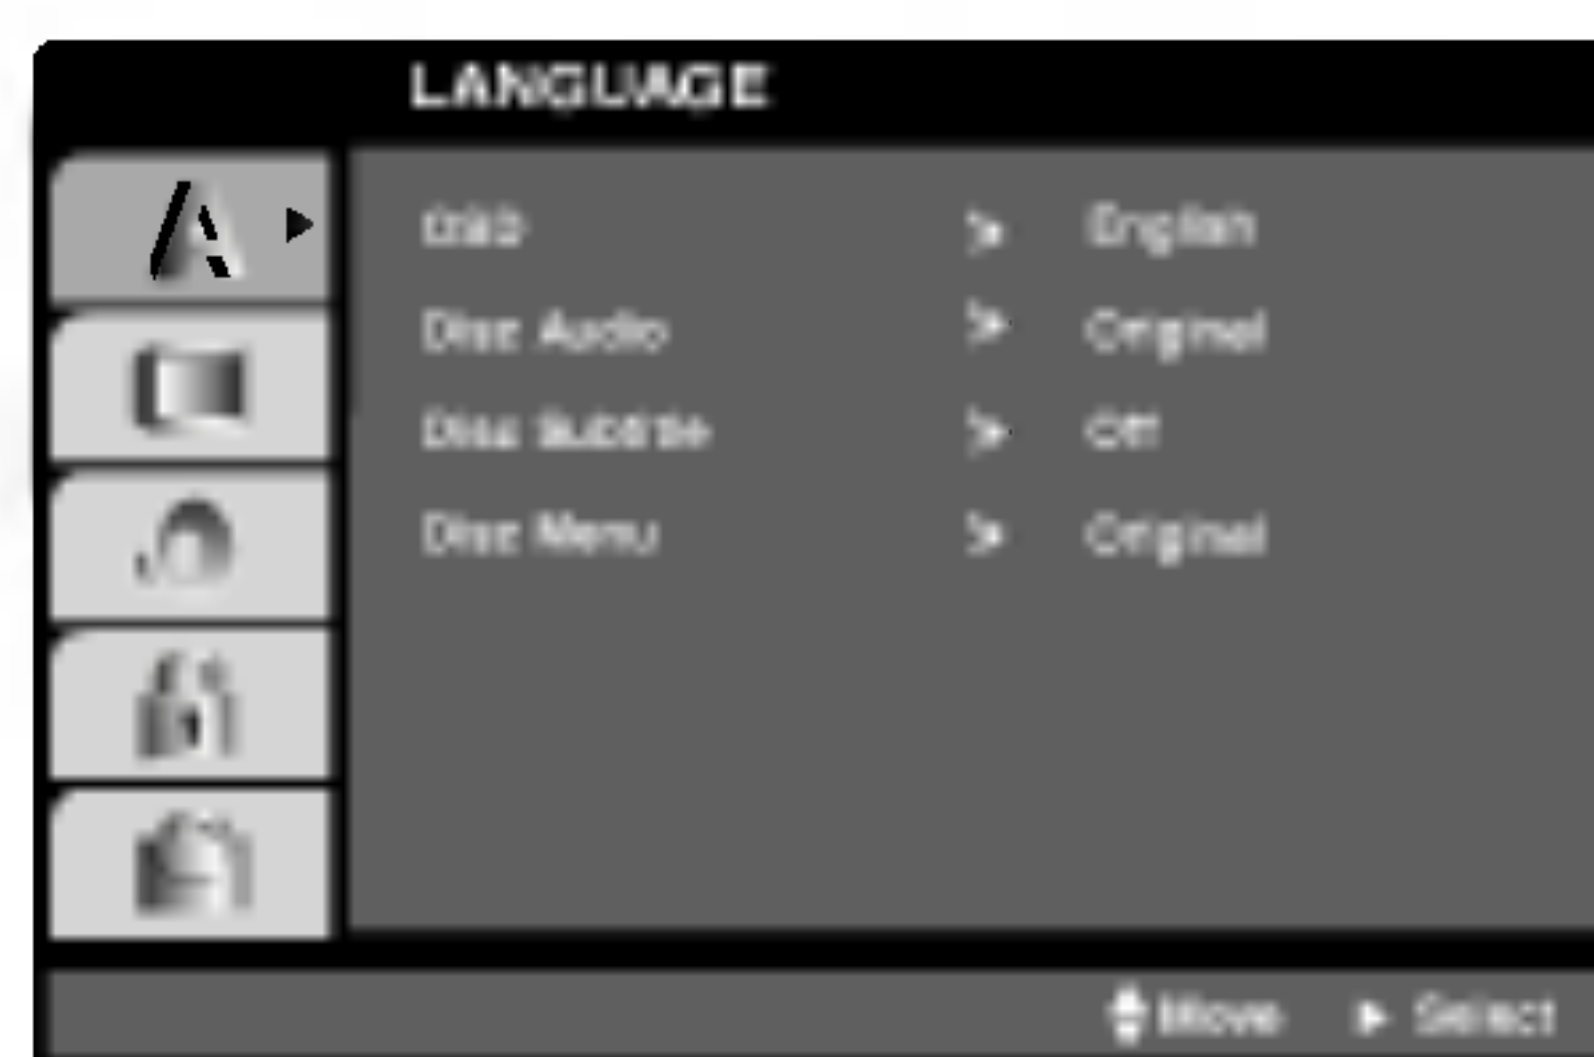 LANGUAGE
OSD > English
Disc Audio > Original
Disc Subtitle > Off
Disc Menu > Original
Move Select